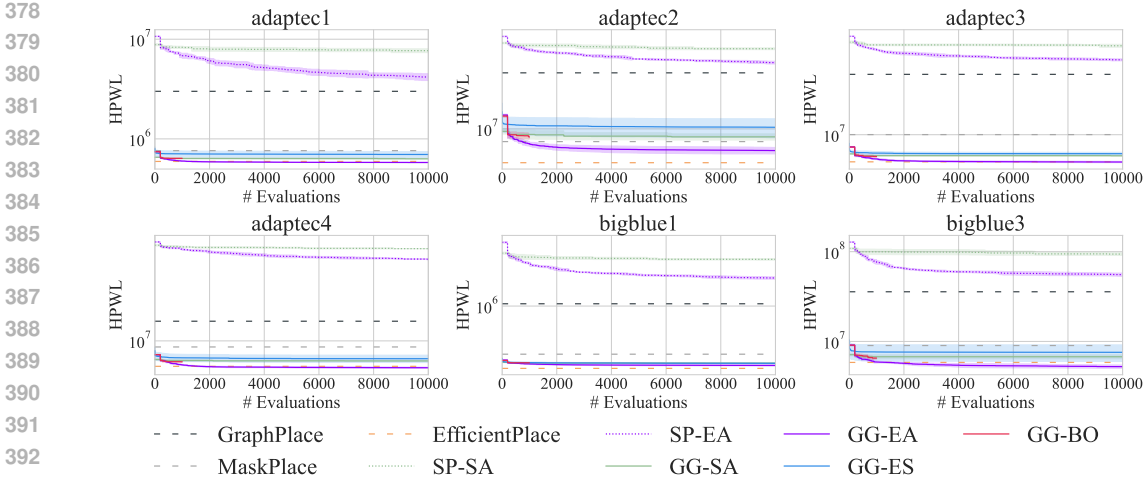 378
379
380
381
382
383
384
385
386
387
388
389
390
391
392
adaptec1
adaptec2
adaptec3
10^7
10^6
HPWL
0 2000 4000 6000 8000 10000
# Evaluations
10^7
HPWL
0 2000 4000 6000 8000 10000
# Evaluations
10^7
HPWL
0 2000 4000 6000 8000 10000
# Evaluations
adaptec4
bigblue1
bigblue3
10^7
HPWL
0 2000 4000 6000 8000 10000
# Evaluations
10^6
HPWL
0 2000 4000 6000 8000 10000
# Evaluations
10^8
10^7
HPWL
0 2000 4000 6000 8000 10000
# Evaluations
GraphPlace EfficientPlace SP-EA GG-EA GG-BO
MaskPlace SP-SA GG-SA GG-ES